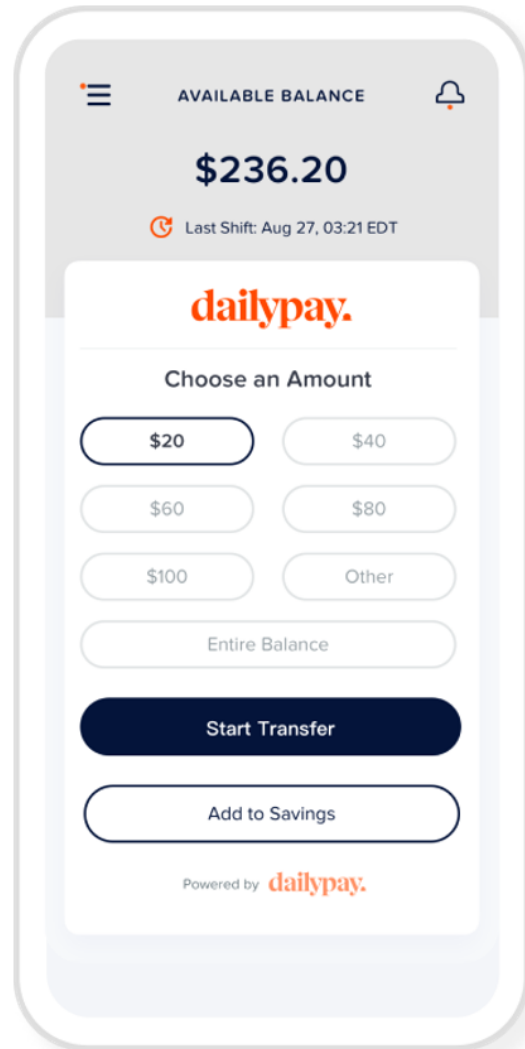 AVAILABLE BALANCE
$236.20
Last Shift: Aug 27, 03:21 EDT
dailypay.
Choose an Amount
$20 $40
$60 $80
$100 Other
Entire Balance
Start Transfer
Add to Savings
Powered by dailypay.